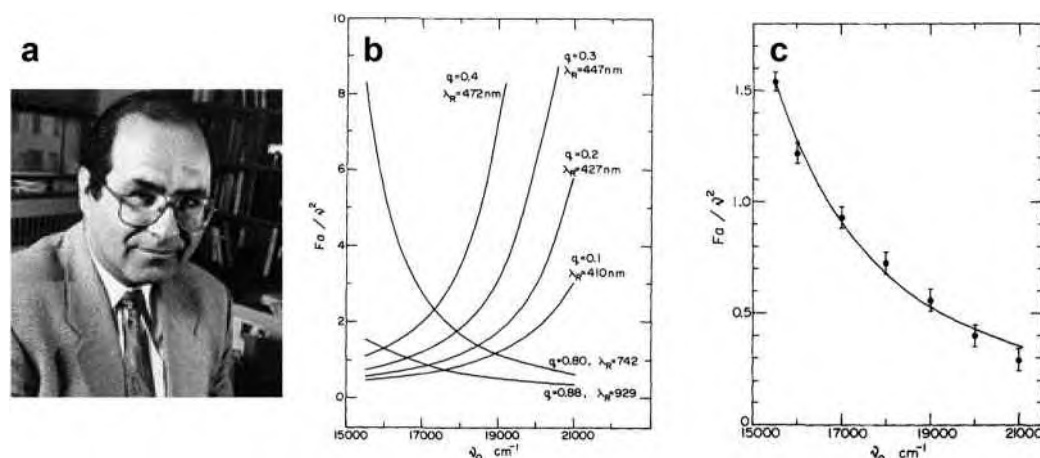 a
b
10
8
6
4
2
0
Fa / ν²
q=0.4
λR=472nm
q=0.3
λR=447nm
q=0.2
λR=427nm
q=0.1
λR=410nm
q=0.80, λR=742
q=0.88, λR=929
15000
17000
19000
21000
ν₀ cm⁻¹
c
1.5
1.0
0.5
0
Fa / ν²
15000
17000
19000
21000
ν₀ cm⁻¹